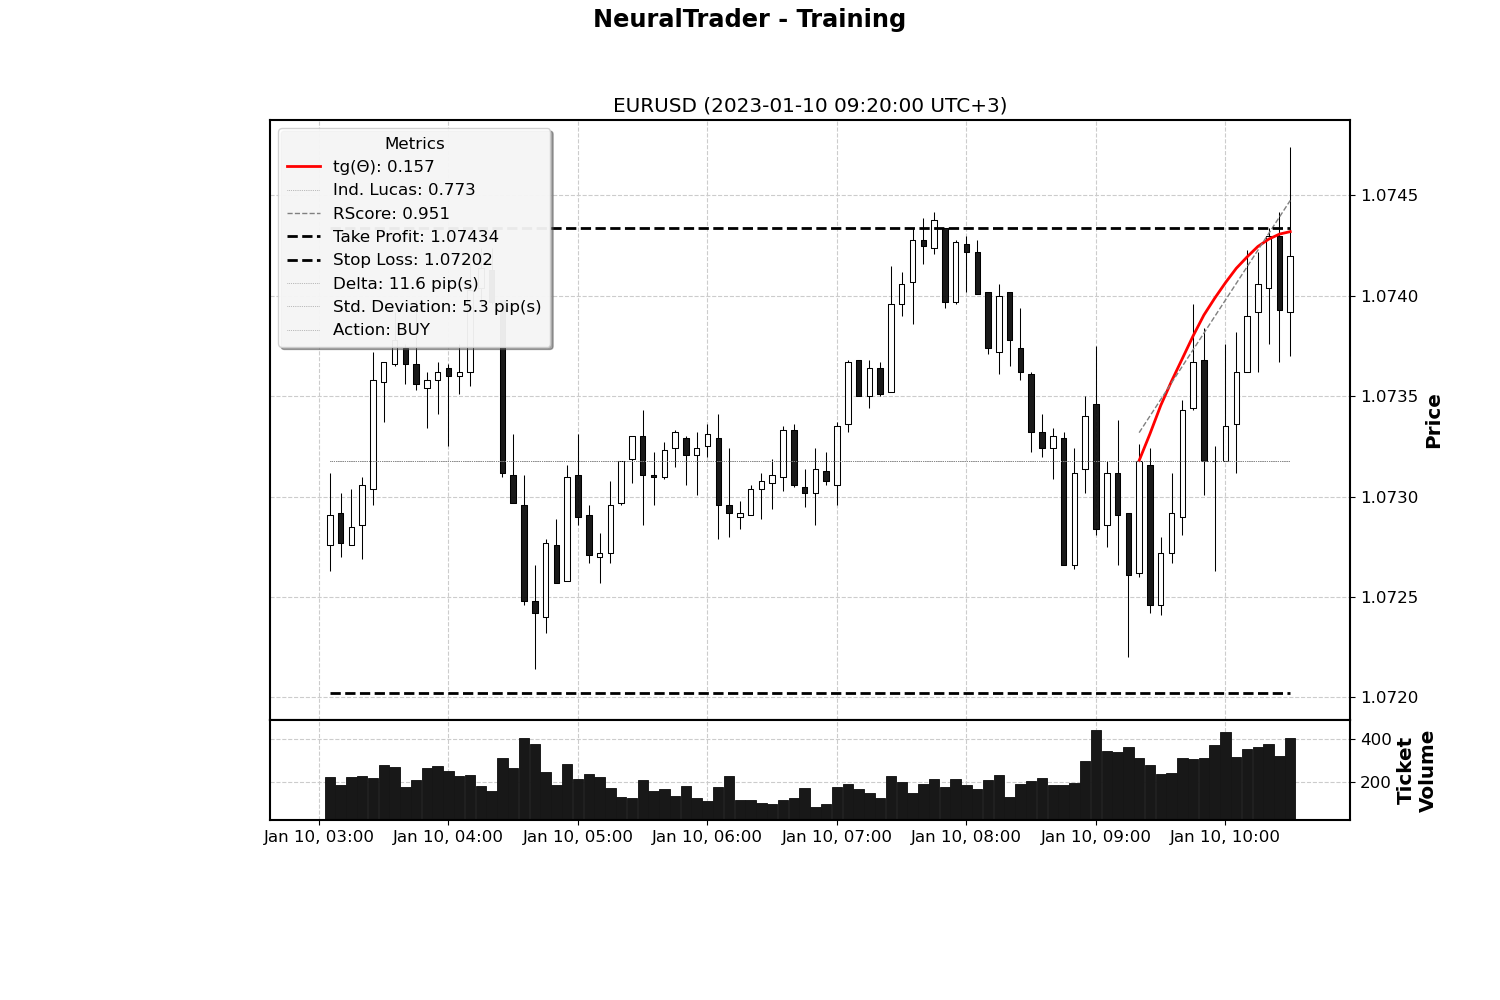 NeuralTrader - Training
EURUSD (2023-01-10 09:20:00 UTC+3)
Metrics
tg(Θ): 0.157
Ind. Lucas: 0.773
RScore: 0.951
Take Profit: 1.07434
Stop Loss: 1.07202
Delta: 11.6 pip(s)
Std. Deviation: 5.3 pip(s)
Action: BUY
1.0745
1.0740
1.0735
1.0730
1.0725
1.0720
Price
400
200
Ticket
Volume
Jan 10, 03:00
Jan 10, 04:00
Jan 10, 05:00
Jan 10, 06:00
Jan 10, 07:00
Jan 10, 08:00
Jan 10, 09:00
Jan 10, 10:00